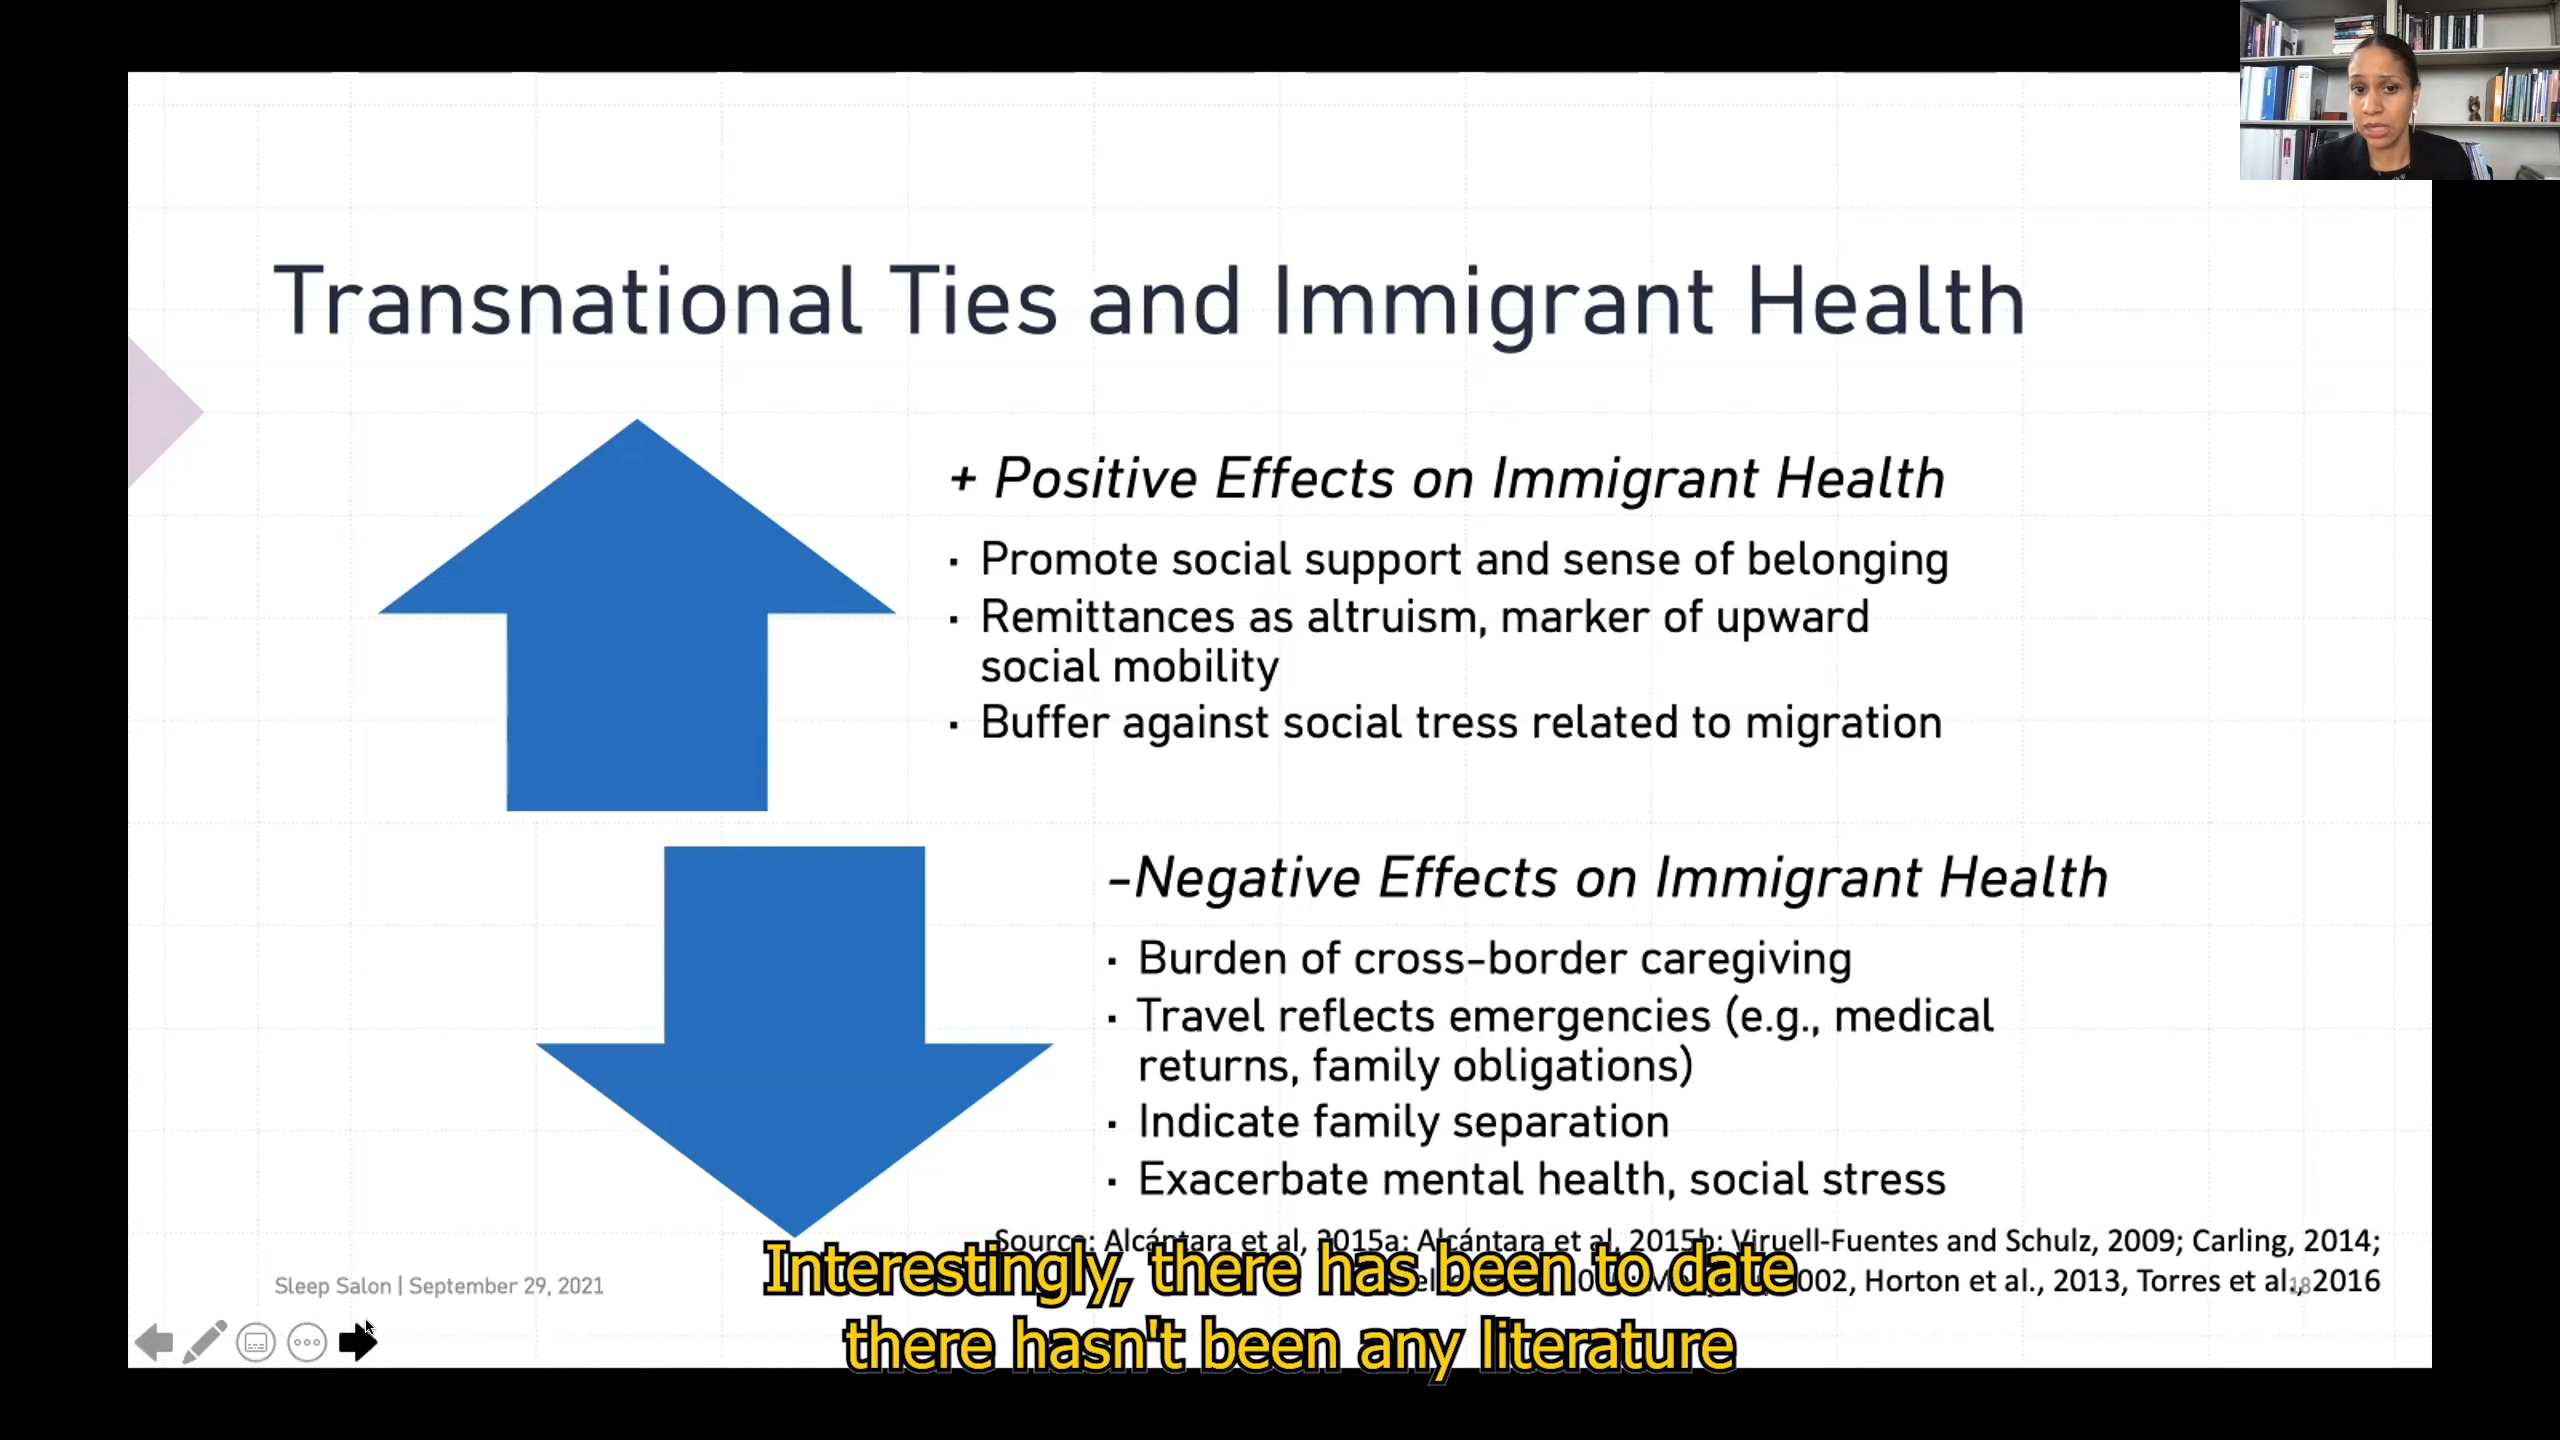 Transnational Ties and Immigrant Health
+ Positive Effects on Immigrant Health
▪ Promote social support and sense of belonging
▪ Remittances as altruism, marker of upward
social mobility
▪ Buffer against social tress related to migration
-Negative Effects on Immigrant Health
▪ Burden of cross-border caregiving
▪ Travel reflects emergencies (e.g., medical
returns, family obligations)
▪ Indicate family separation
▪ Exacerbate mental health, social stress
Source: Alcántara et al, 2015a; Alcántara et al, 2015b; Viruell-Fuentes and Schulz, 2009; Carling, 2014;
Horton et al., 2013, Torres et al., 2016
Sleep Salon | September 29, 2021
18
Interestingly, there has been to date
there hasn't been any literature